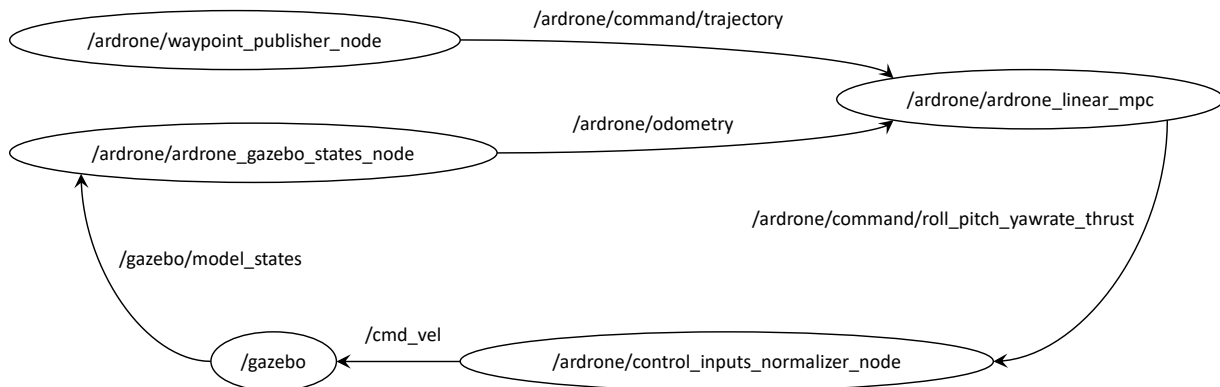 /ardrone/command/trajectory
/ardrone/waypoint_publisher_node
/ardrone/ardrone_linear_mpc
/ardrone/odometry
/ardrone/ardrone_gazebo_states_node
/ardrone/command/roll_pitch_yawrate_thrust
/gazebo/model_states
/cmd_vel
/gazebo
/ardrone/control_inputs_normalizer_node